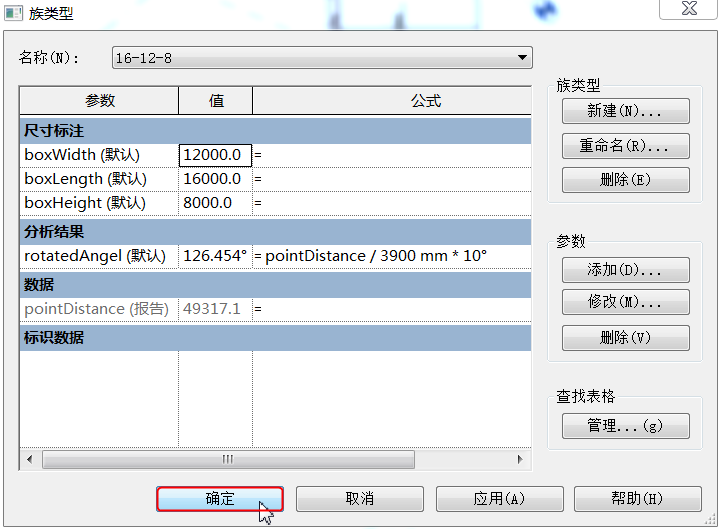 族类型
名称(N): 16-12-8
参数 值 公式
尺寸标注
boxWidth (默认) 12000.0 =
boxLength (默认) 16000.0 =
boxHeight (默认) 8000.0 =
分析结果
rotatedAngel (默认) 126.454° = pointDistance / 3900 mm * 10°
数据
pointDistance (报告) 49317.1 =
标识数据
族类型
新建(N)...
重命名(R)...
删除(E)
参数
添加(D)...
修改(M)...
删除(V)
查找表格
管理...(g)
确定 取消 应用(A) 帮助(H)